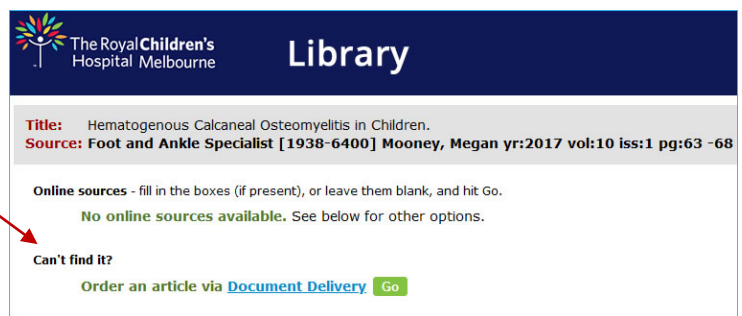 The Royal Children's
Hospital Melbourne
Library
Title: Hematogenous Calcaneal Osteomyelitis in Children.
Source: Foot and Ankle Specialist [1938-6400] Mooney, Megan yr:2017 vol:10 iss:1 pg:63 -68
Online sources - fill in the boxes (if present), or leave them blank, and hit Go.
No online sources available. See below for other options.
Can't find it?
Order an article via Document Delivery Go